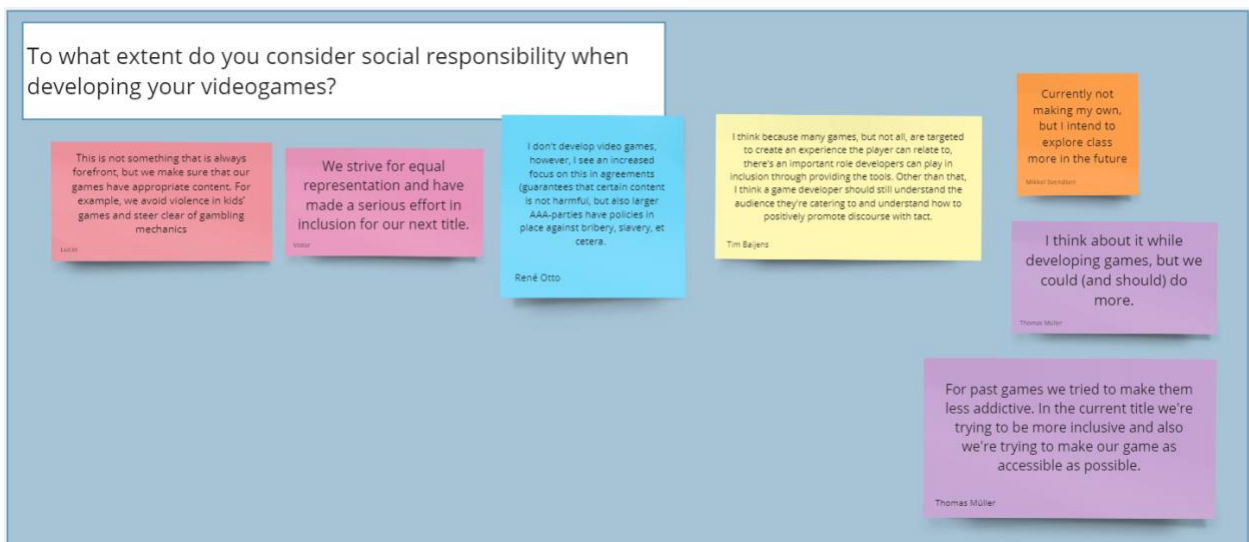 To what extent do you consider social responsibility when
developing your videogames?
This is not something that is always
forefront, but we make sure that our
games have appropriate content. For
example, we avoid violence in kids'
games and steer clear of gambling
mechanics
Lucas
We strive for equal
representation and have
made a serious effort in
inclusion for our next title.
Victor
I don't develop video games,
however, I see an increased
focus on this in agreements
(guarantees that certain content
is not harmful, but also larger
AAA-parties have policies in
place against bribery, slavery, et
cetera.
René Otto
I think because many games, but not all, are targeted
to create an experience the player can relate to,
there's an important role developers can play in
inclusion through providing the tools. Other than that,
I think a game developer should still understand the
audience they're catering to and understand how to
positively promote discourse with tact.
Tim Baijens
Currently not
making my own,
but I intend to
explore class
more in the future
Mikkel Svendsen
I think about it while
developing games, but we
could (and should) do
more.
Thomas Müller
For past games we tried to make them
less addictive. In the current title we're
trying to be more inclusive and also
we're trying to make our game as
accessible as possible.
Thomas Müller